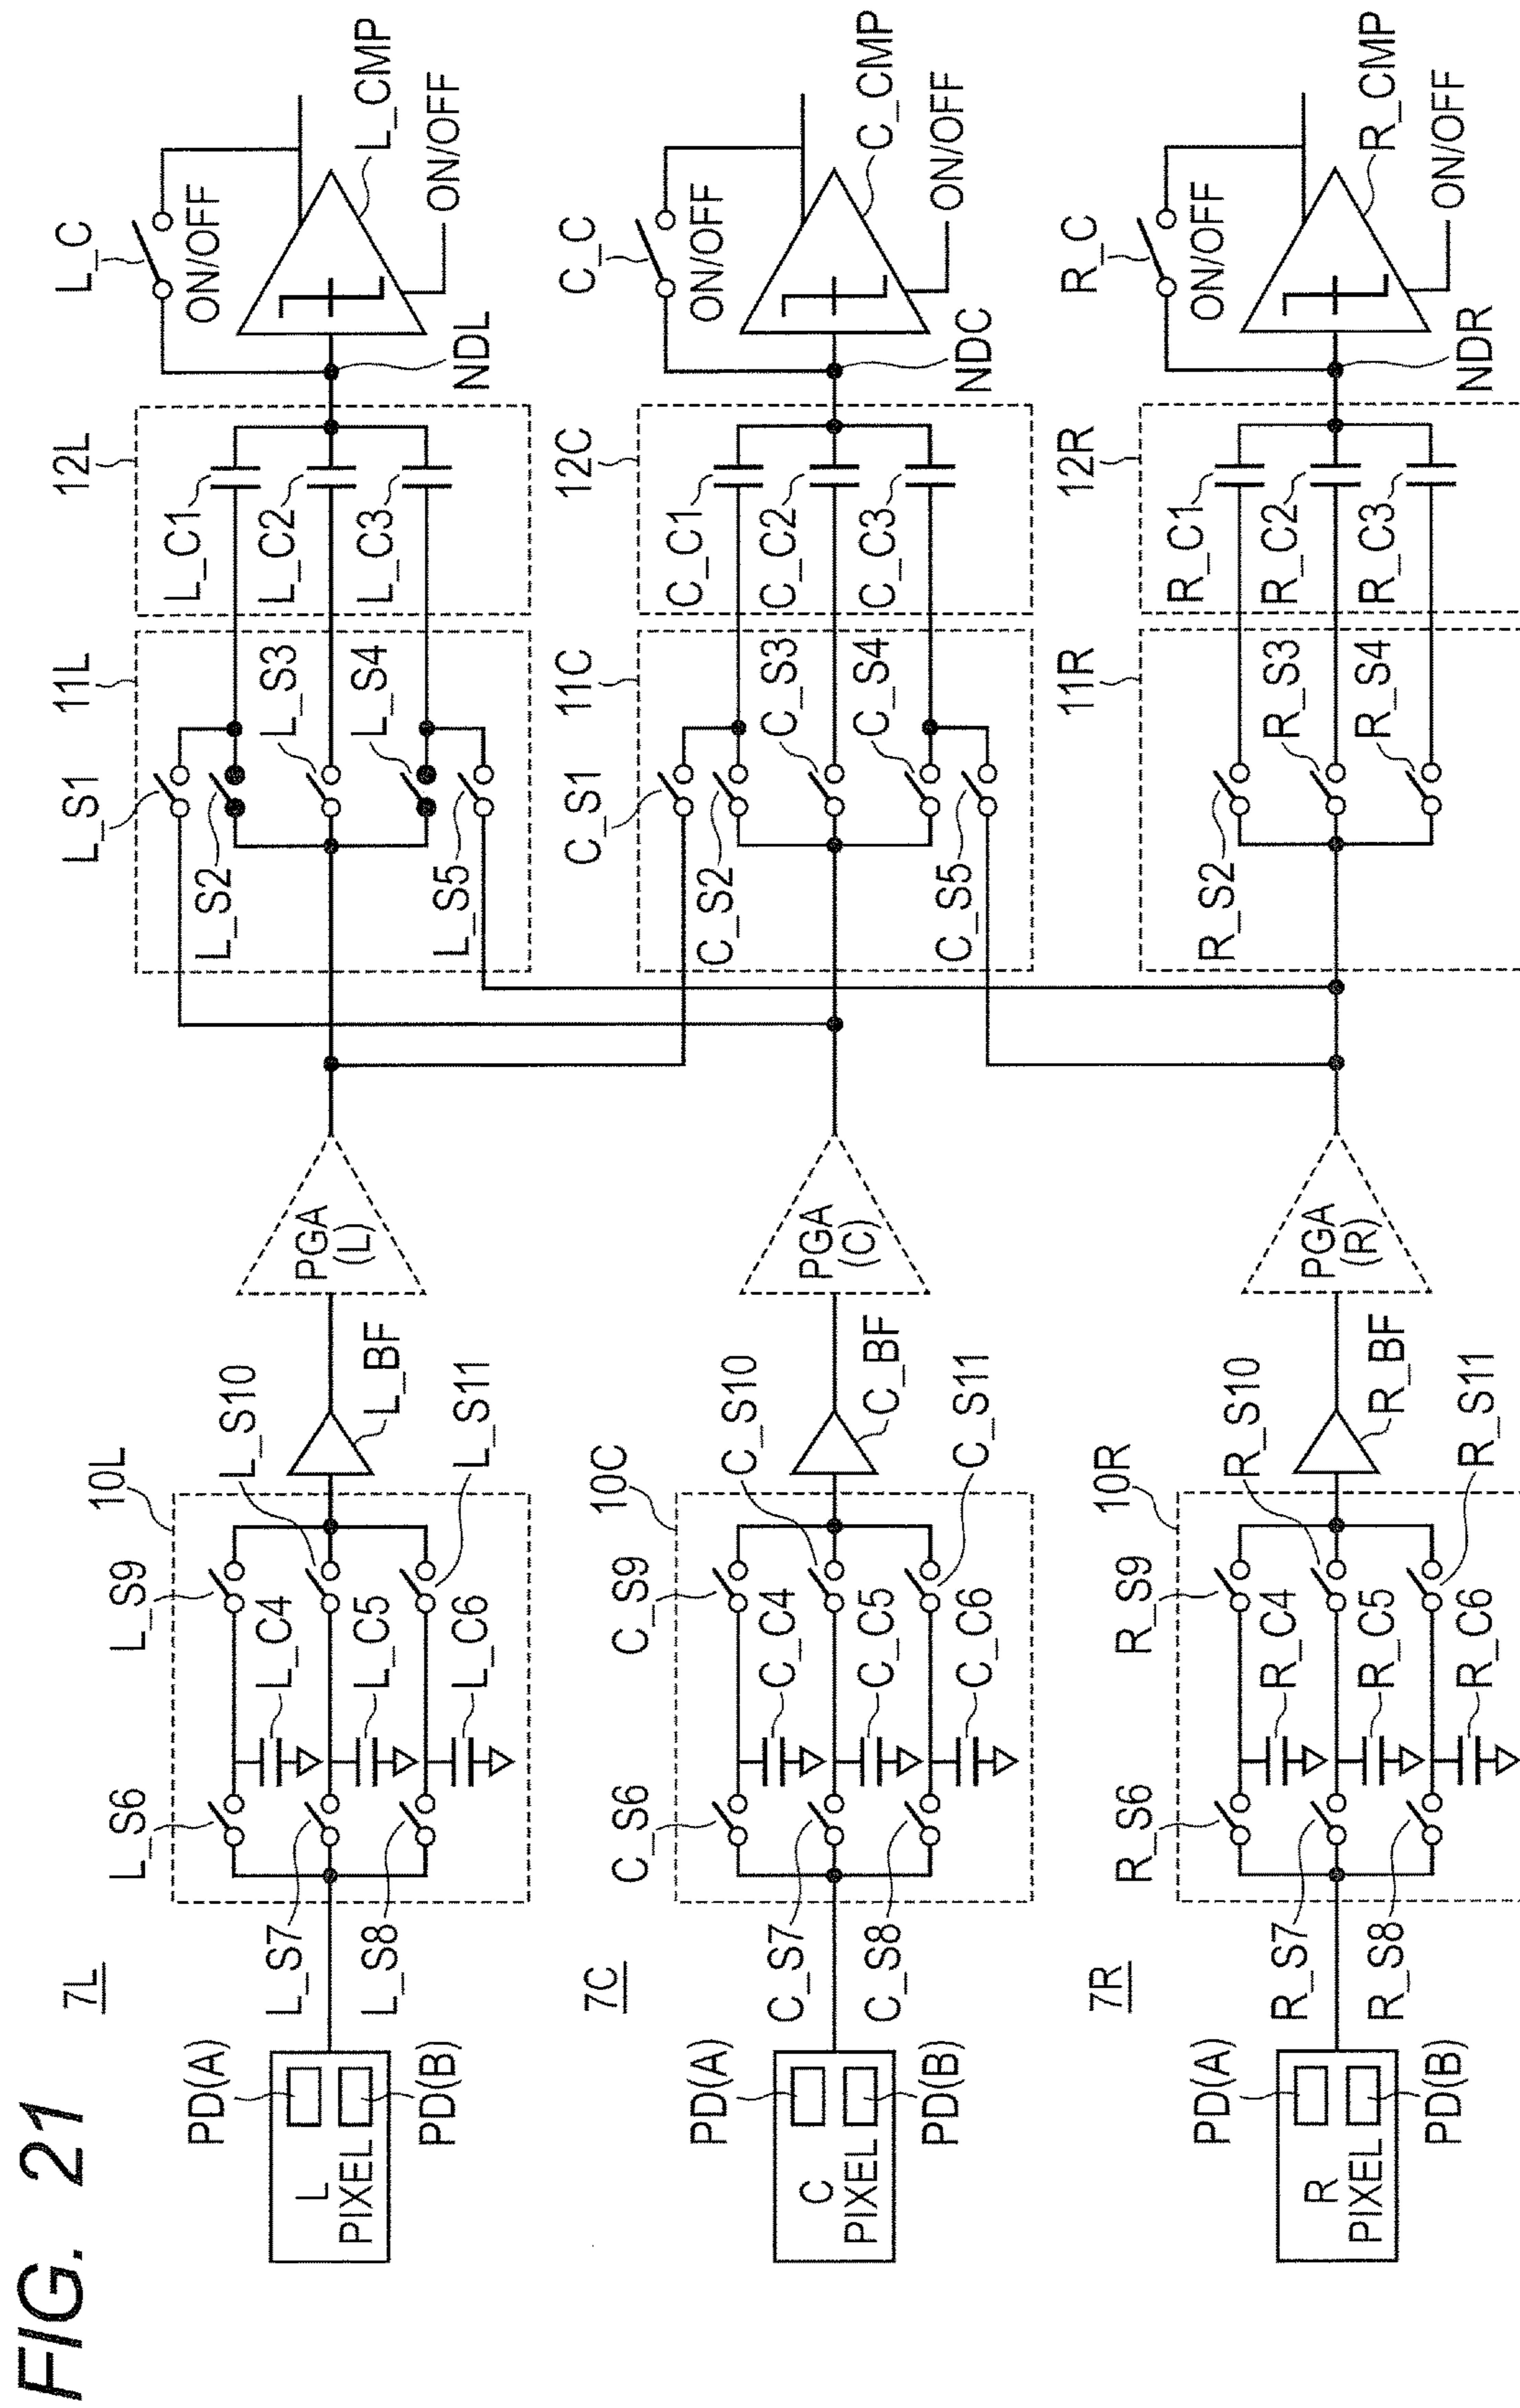 FIG. 21
7L
L
PIXEL
PD(A)
PD(B)
L_S6
L_S7
L_S8
10L
L_S9
L_S10
L_S11
L_C4
L_C5
L_C6
L_BF
PGA
(L)
11L
L_S1
L_S2
L_S3
L_S4
L_S5
12L
L_C1
L_C2
L_C3
NDL
L_C
ON/OFF
L_CMP
ON/OFF
7C
C
PIXEL
PD(A)
PD(B)
C_S6
C_S7
C_S8
10C
C_S9
C_S10
C_S11
C_C4
C_C5
C_C6
C_BF
PGA
(C)
11C
C_S1
C_S2
C_S3
C_S4
C_S5
12C
C_C1
C_C2
C_C3
NDC
C_C
ON/OFF
C_CMP
ON/OFF
7R
R
PIXEL
PD(A)
PD(B)
R_S6
R_S7
R_S8
10R
R_S9
R_S10
R_S11
R_C4
R_C5
R_C6
R_BF
PGA
(R)
11R
R_S2
R_S3
R_S4
12R
R_C1
R_C2
R_C3
NDR
R_C
ON/OFF
R_CMP
ON/OFF